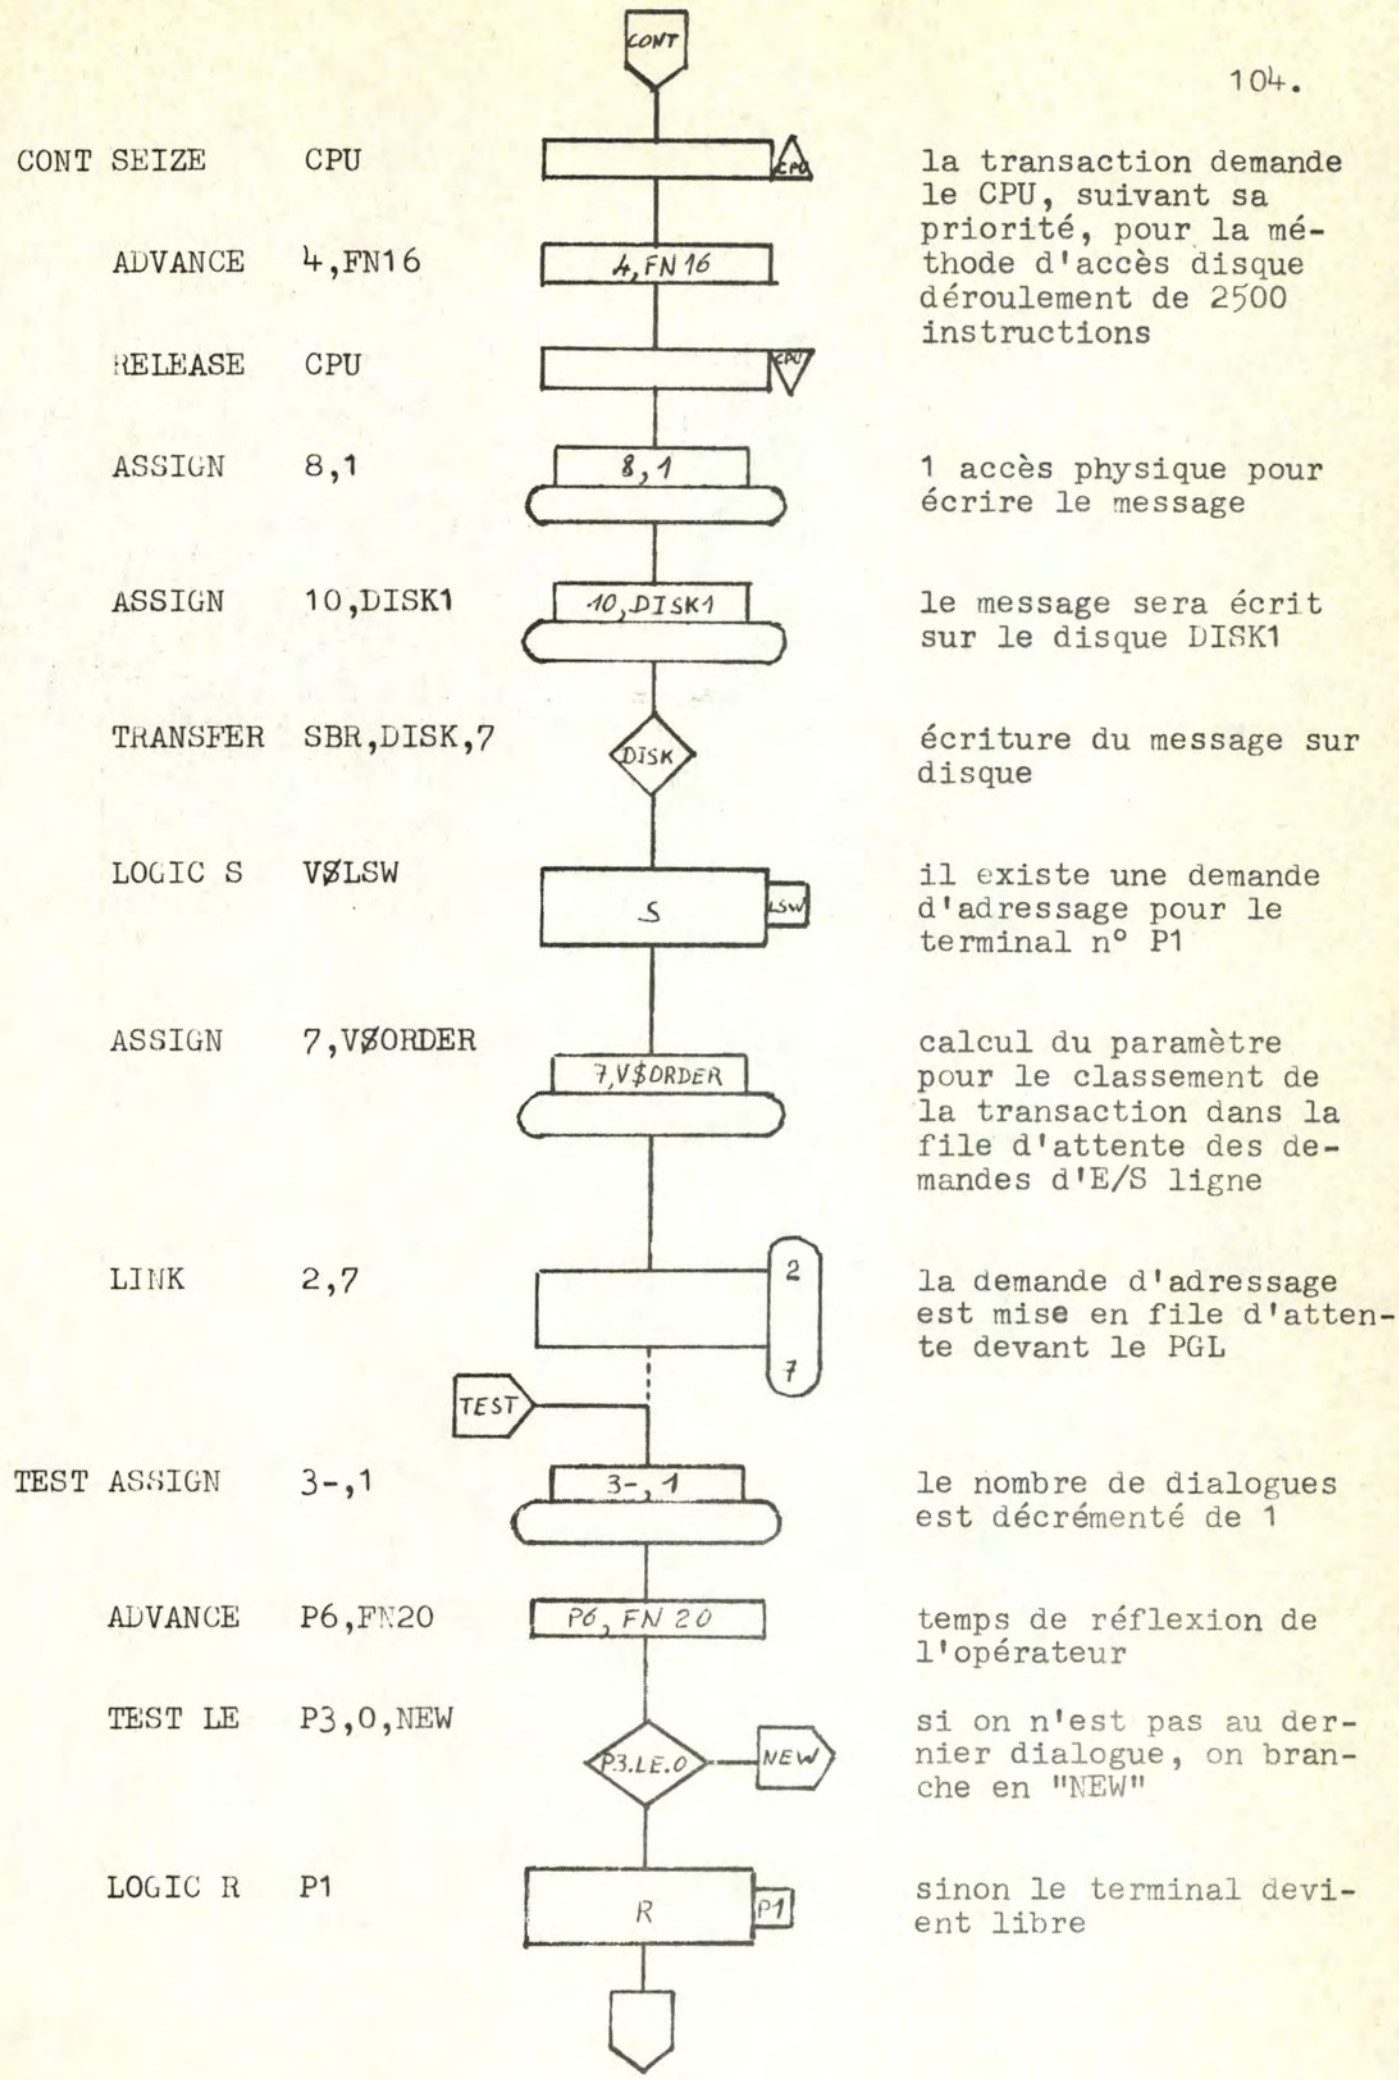 CONT
104.
CONT SEIZE CPU
CPU
la transaction demande
le CPU, suivant sa
priorité, pour la mé-
thode d'accès disque
déroulement de 2500
instructions
ADVANCE 4,FN16
4,FN16
RELEASE CPU
CPU
ASSIGN 8,1
8,1
1 accès physique pour
écrire le message
ASSIGN 10,DISK1
10,DISK1
le message sera écrit
sur le disque DISK1
TRANSFER SBR,DISK,7
DISK
écriture du message sur
disque
LOGIC S V$LSW
S
LSW
il existe une demande
d'adressage pour le
terminal n° P1
ASSIGN 7,V$ORDER
7,V$ORDER
calcul du paramètre
pour le classement de
la transaction dans la
file d'attente des de-
mandes d'E/S ligne
LINK 2,7
2
7
la demande d'adressage
est mise en file d'atten-
te devant le PGL
TEST
TEST ASSIGN 3-,1
3-,1
le nombre de dialogues
est décrémenté de 1
ADVANCE P6,FN20
P6,FN20
temps de réflexion de
l'opérateur
TEST LE P3,0,NEW
P3.LE.0
NEW
si on n'est pas au der-
nier dialogue, on bran-
che en "NEW"
LOGIC R P1
R
P1
sinon le terminal devi-
ent libre